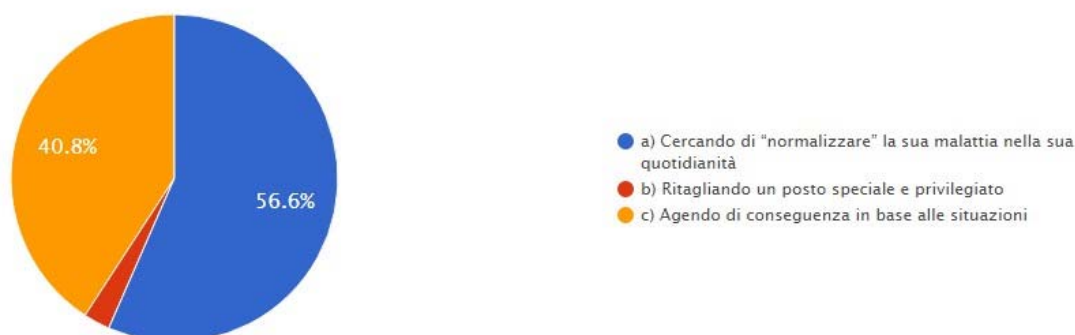 40.8%
56.6%
a) Cercando di “normalizzare” la sua malattia nella sua
quotidianità
b) Ritagliando un posto speciale e privilegiato
c) Agendo di conseguenza in base alle situazioni